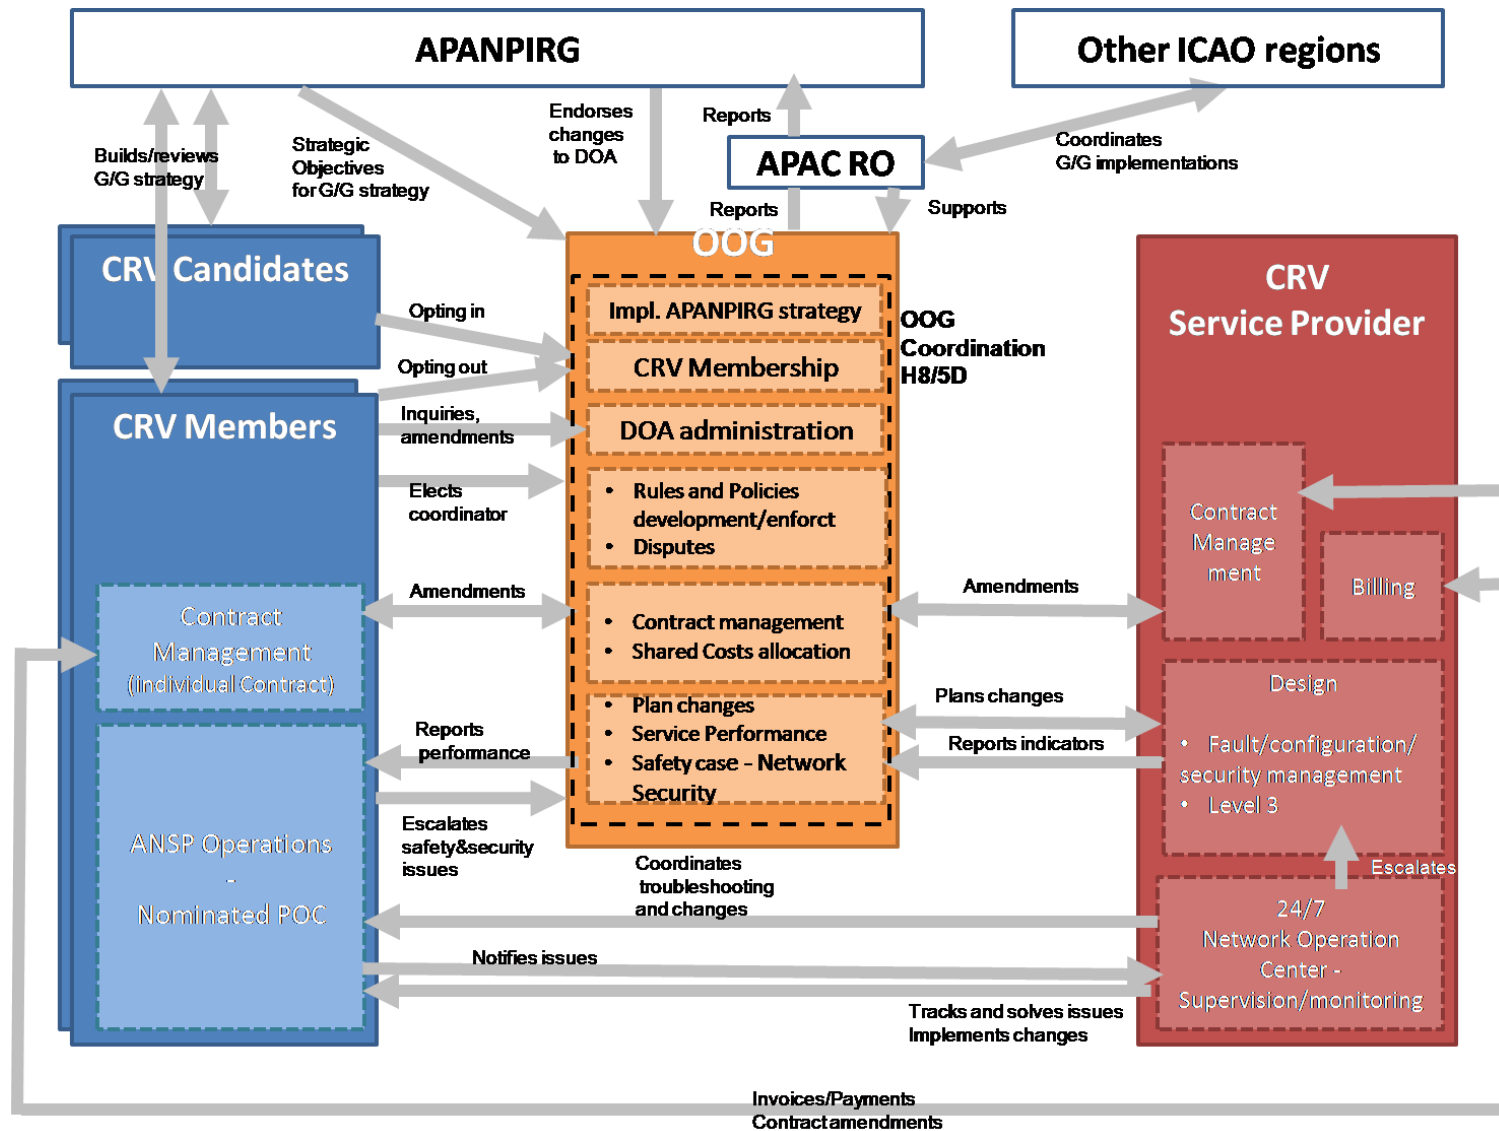 APANPIRG
Other ICAO regions
Builds/reviews
G/G strategy
Strategic
Objectives
for G/G strategy
Endorses
changes
to DOA
Reports
APAC RO
Coordinates
G/G implementations
Reports
Supports
CRV Candidates
OOG
CRV
Service Provider
Opting in
Opting out
Impl. APANPIRG strategy
CRV Membership
OOG
Coordination
H8/5D
CRV Members
Inquiries,
amendments
DOA administration
Elects
coordinator
• Rules and Policies
development/enforct
• Disputes
Contract
Manage
ment
Billing
Contract
Management
(individual Contract)
Amendments
• Contract management
• Shared Costs allocation
Amendments
Reports
performance
• Plan changes
• Service Performance
• Safety case - Network
Security
Plans changes
Reports indicators
Design
• Fault/configuration/
security management
• Level 3
ANSP Operations
-
Nominated POC
Escalates
safety&security
issues
Coordinates
troubleshooting
and changes
Escalates
24/7
Network Operation
Center -
Supervision/monitoring
Notifies issues
Tracks and solves issues
Implements changes
Invoices/Payments
Contract amendments